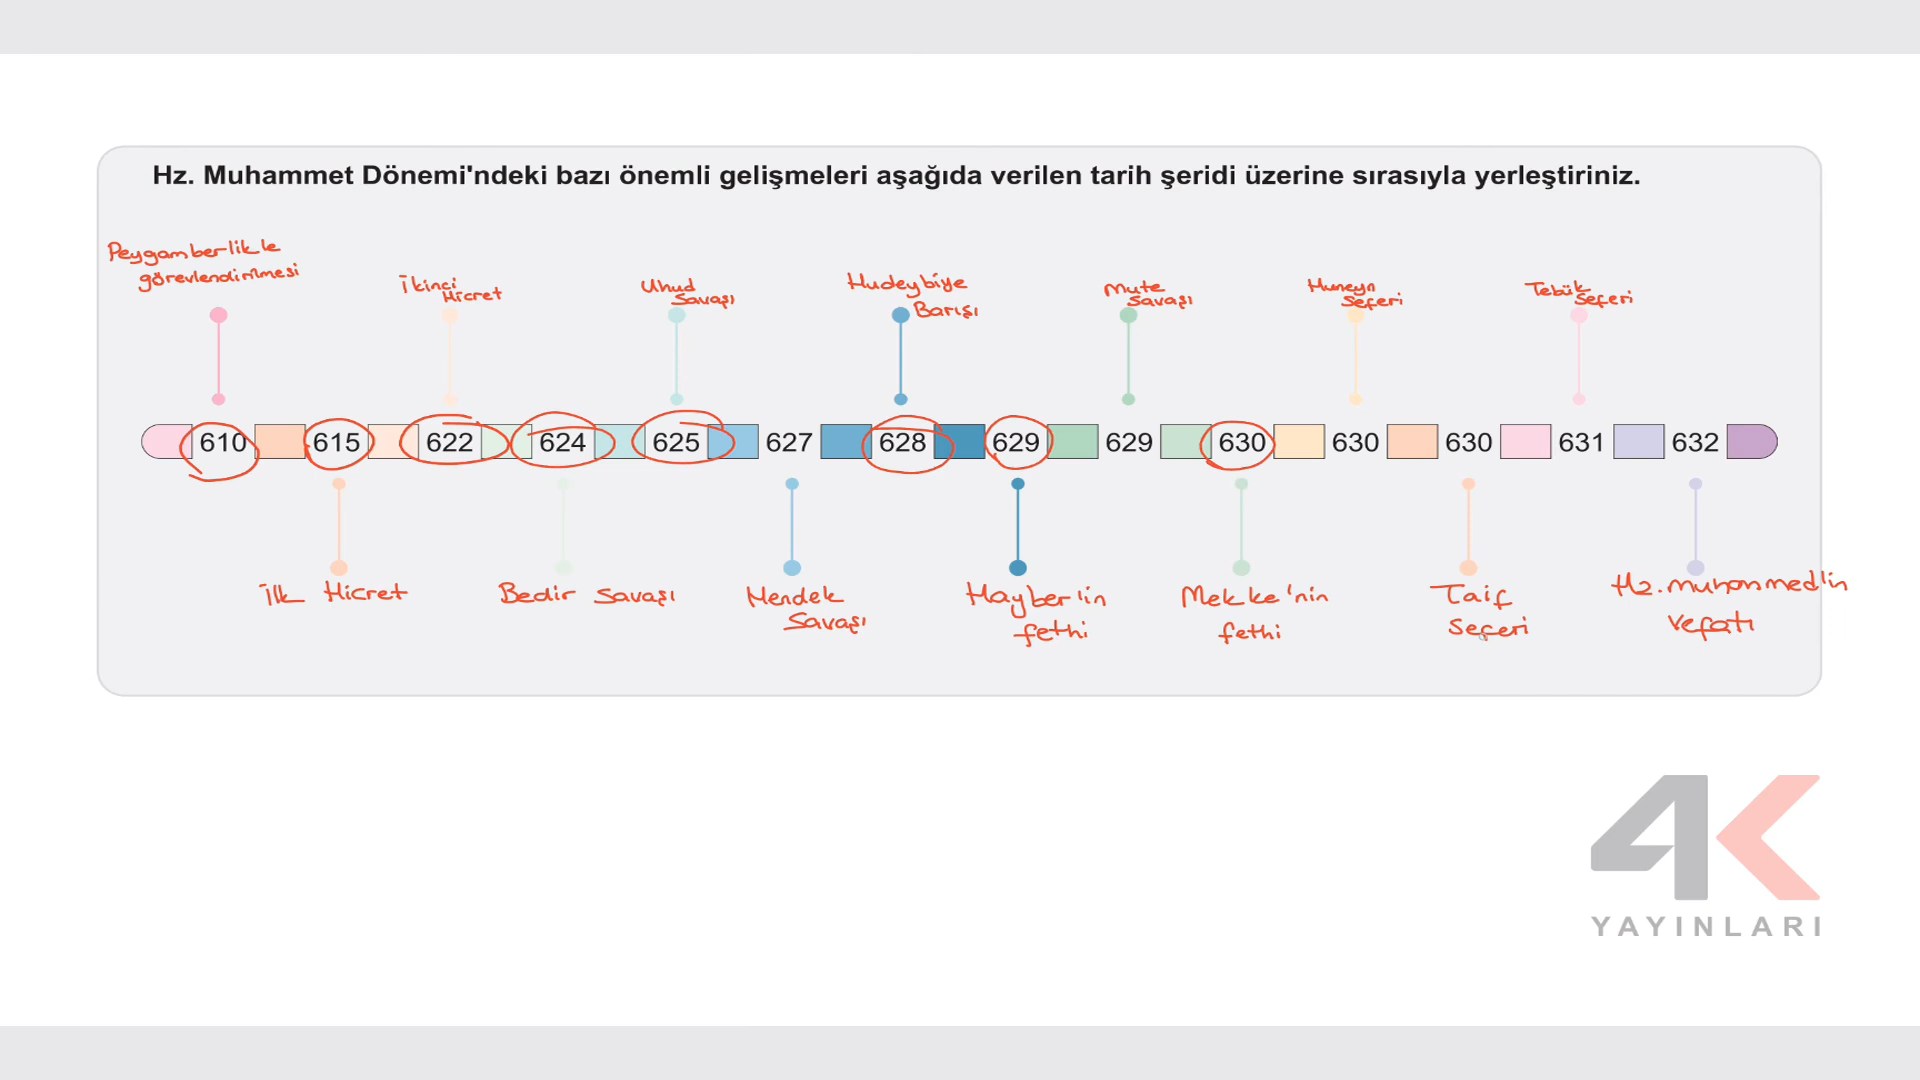 Hz. Muhammet Dönemi'ndeki bazı önemli gelişmeleri aşağıda verilen tarih şeridi üzerine sırasıyla yerleştiriniz.
Peygamberlikle
görevlendirilmesi
İkinci
Hicret
Uhud
Savaşı
Hudeybiye
Barışı
Mute
Savaşı
Huneyn
Seferi
Tebük
Seferi
610 615 622 624 625 627 628 629 629 630 630 630 631 632
İlk Hicret
Bedir Savaşı
Hendek
Savaşı
Hayber'in
fethi
Mekke'nin
fethi
Taif
Seferi
Hz. muhammed'in
vefatı
4K
YAYINLARI